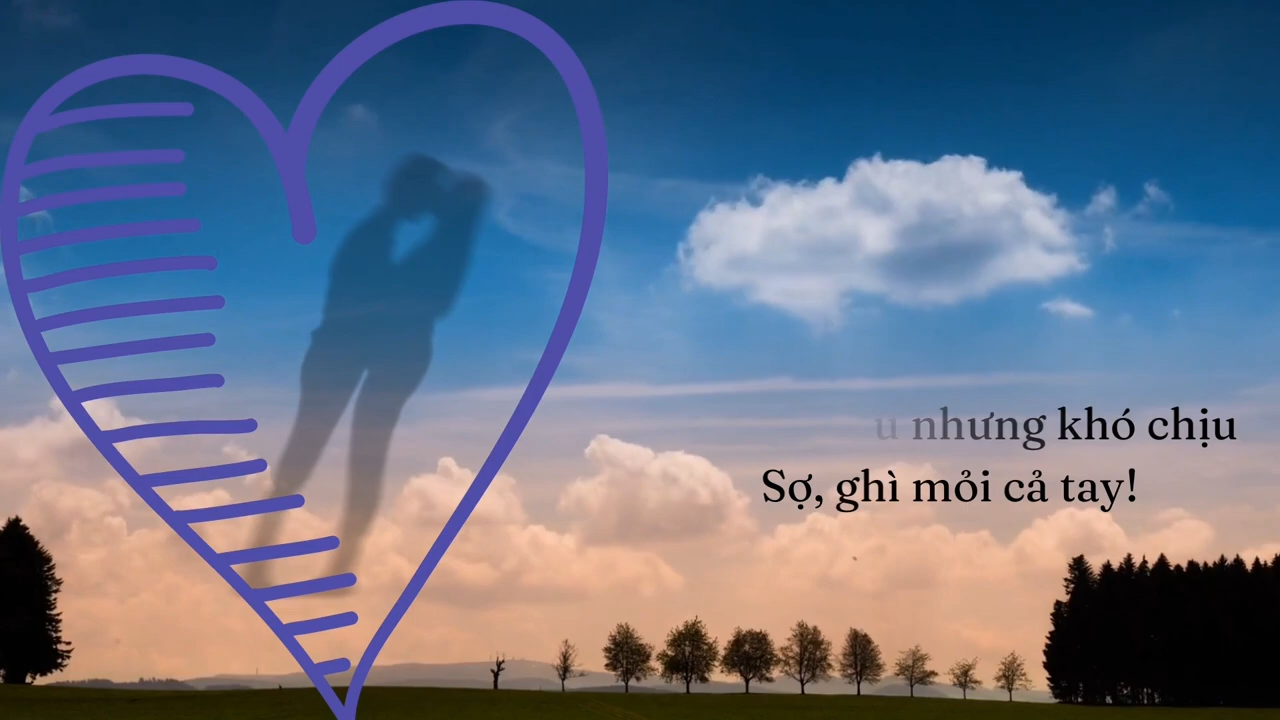 nhưng khó chịu
Sợ, ghì mỏi cả tay!